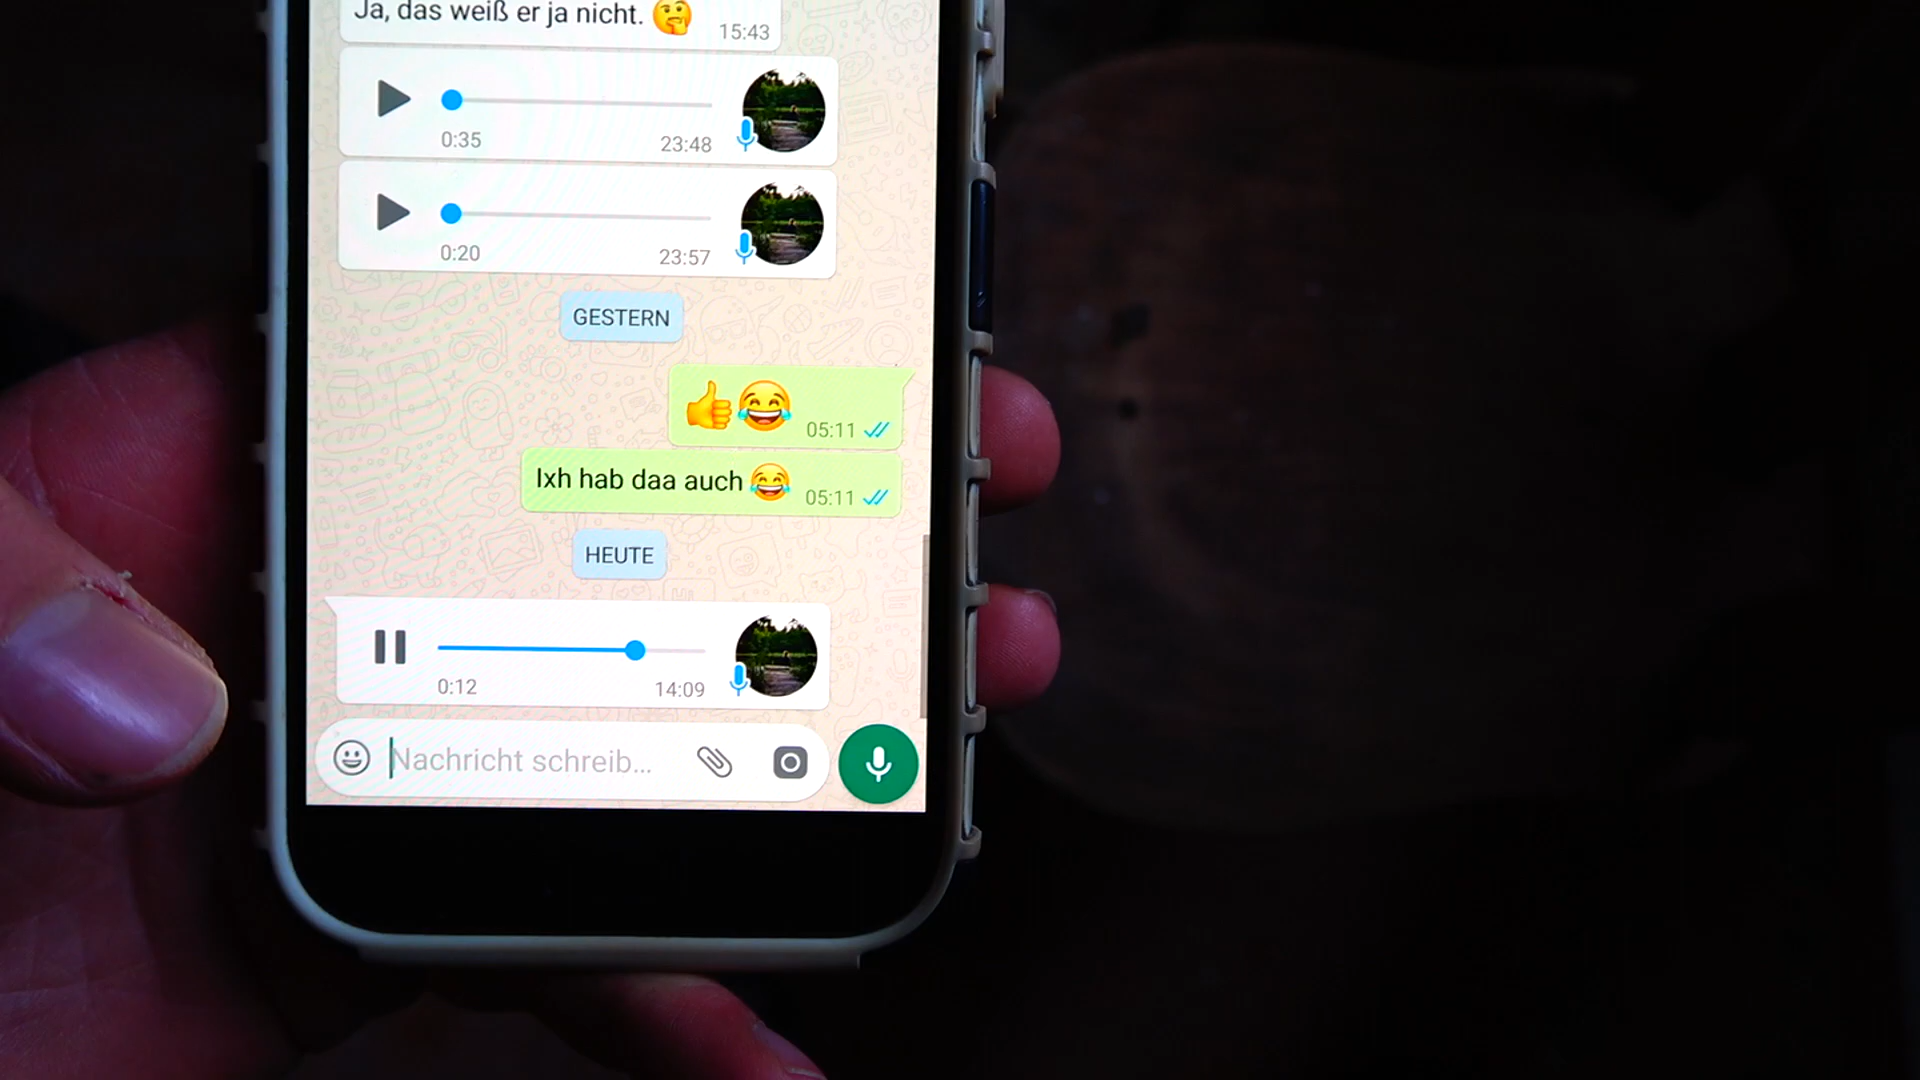 Ja, das weiß er ja nicht. 🤔 15:43
0:35 23:48
0:20 23:57
GESTERN
👍😂 05:11
Ixh hab daa auch 😂 05:11
HEUTE
0:12 14:09
Nachricht schreib...